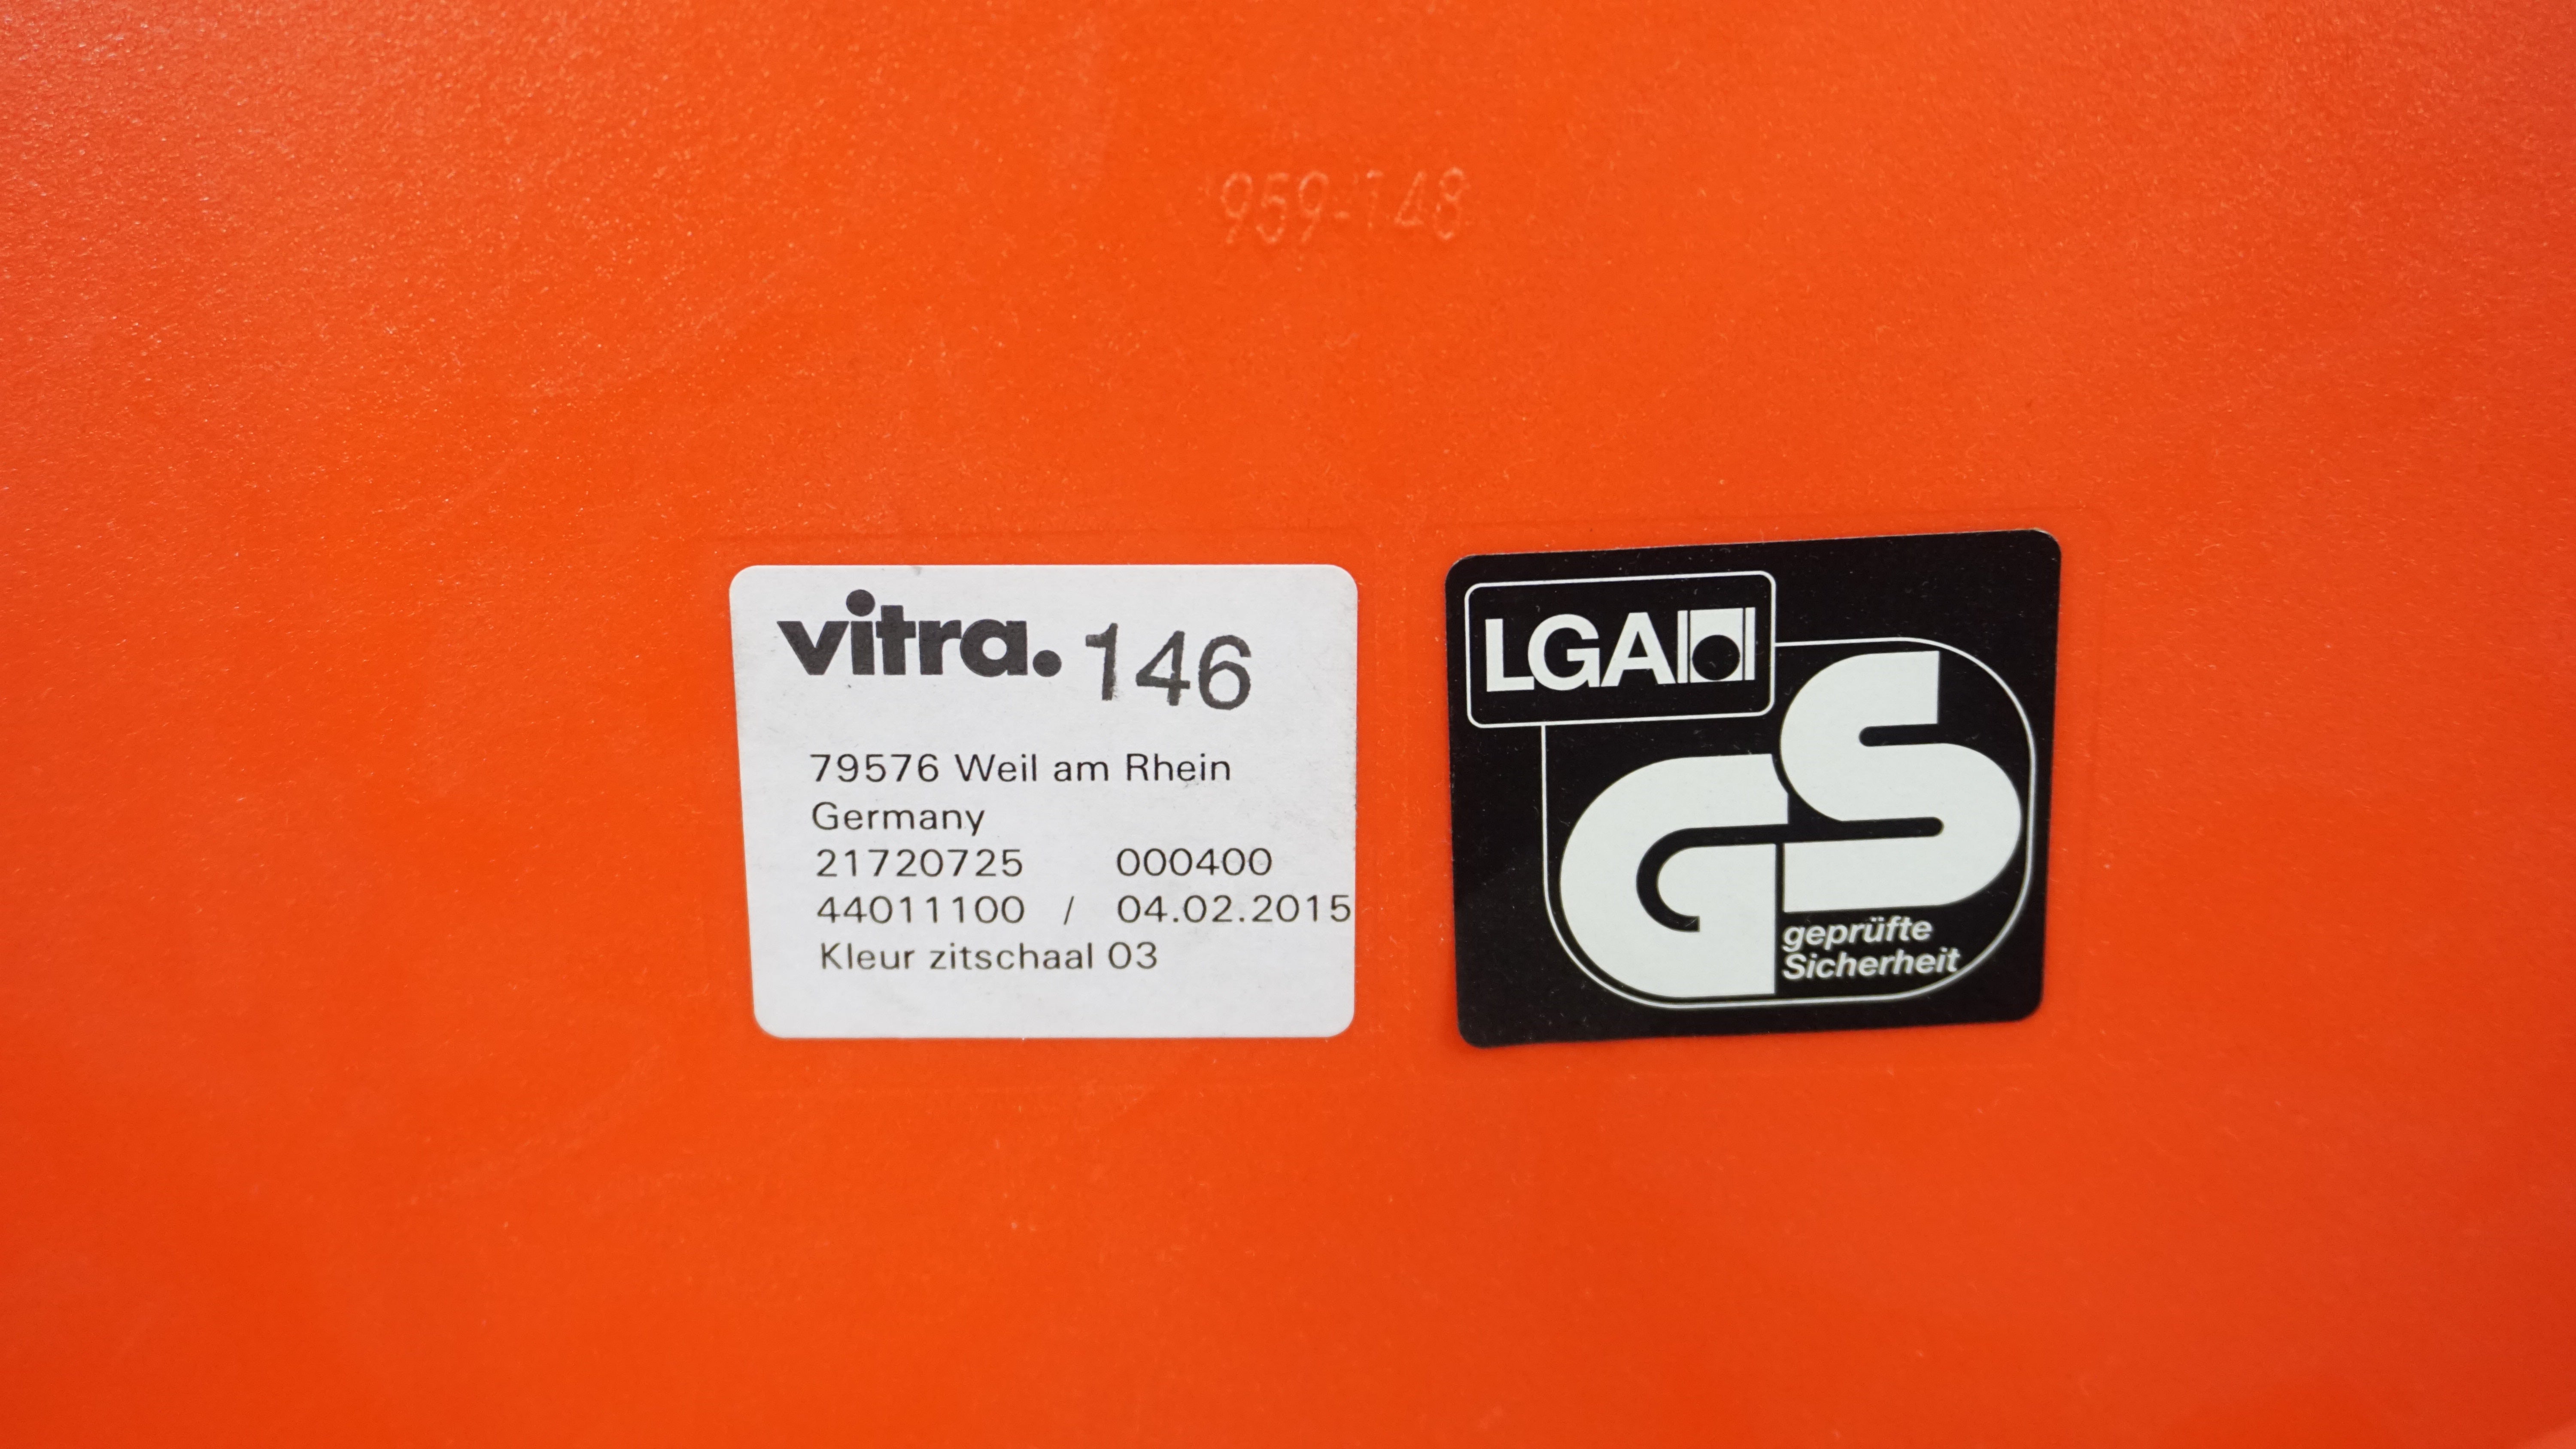 959-148
vitra. 146
79576 Weil am Rhein
Germany
21720725 000400
44011100 / 04.02.2015
Kleur zitschaal 03
LGA
GS
geprüfte
Sicherheit